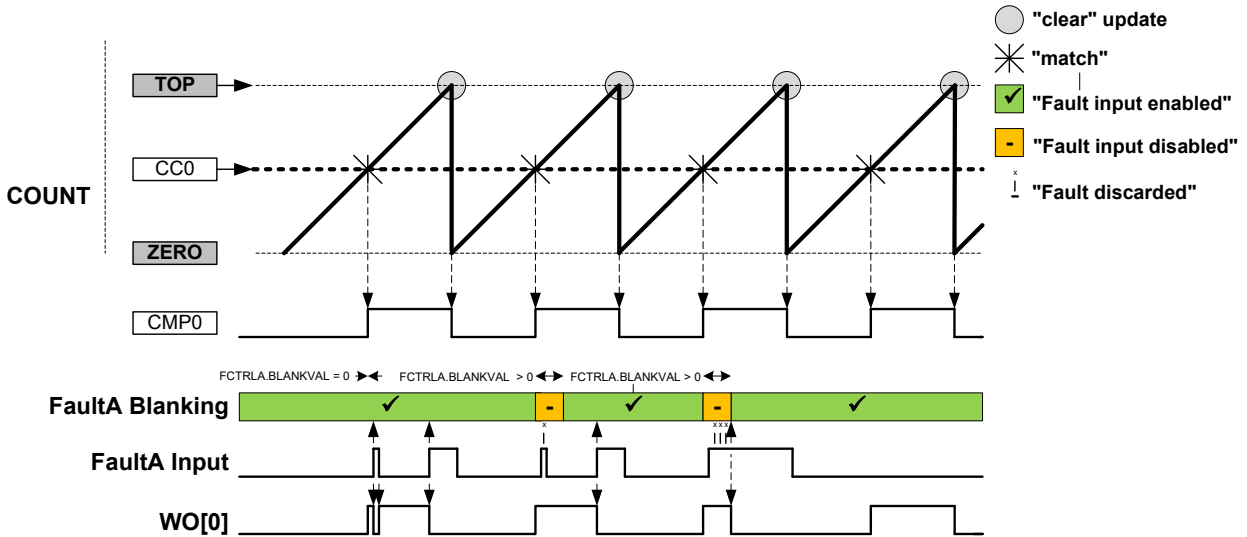 "clear" update
"match"
"Fault input enabled"
"Fault input disabled"
"Fault discarded"
TOP
CC0
COUNT
ZERO
CMP0
FCTRLA.BLANKVAL = 0
FCTRLA.BLANKVAL > 0
FCTRLA.BLANKVAL > 0
FaultA Blanking
- -
x
x x x
FaultA Input
WO[0]